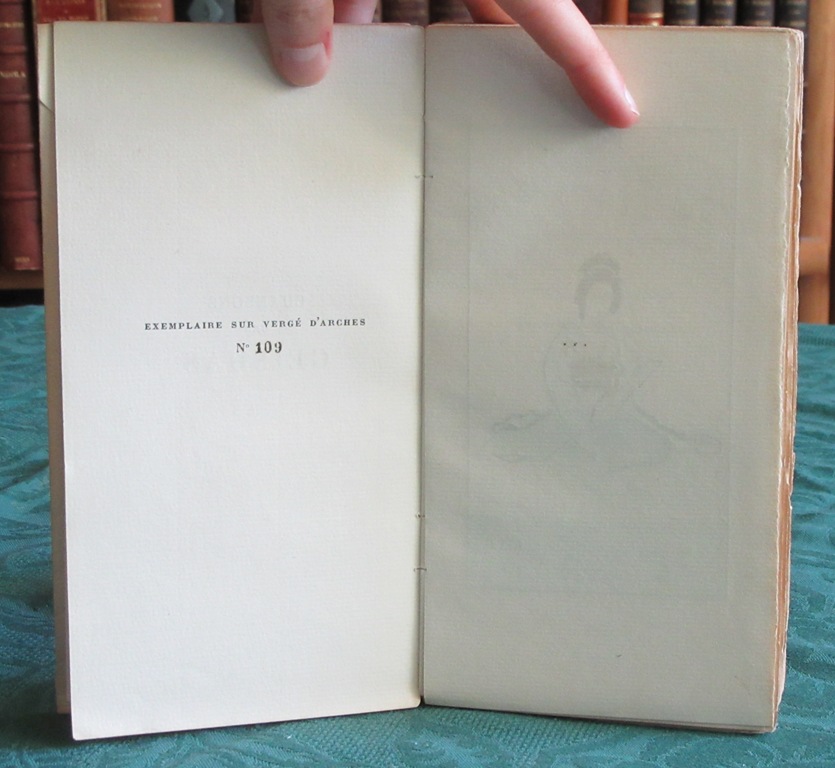 EXEMPLAIRE SUR VERGÉ D'ARCHES
N° 109